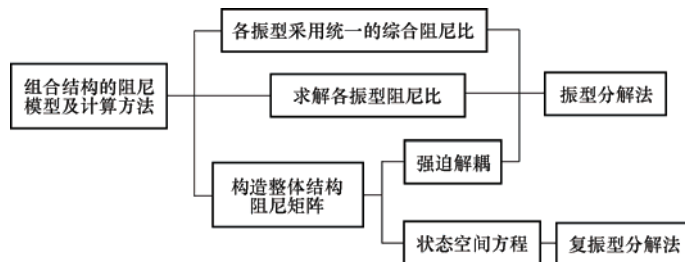 各振型采用统一的综合阻尼比
组合结构的阻尼
模型及计算方法
求解各振型阻尼比
振型分解法
强迫解耦
构造整体结构
阻尼矩阵
状态空间方程
复振型分解法